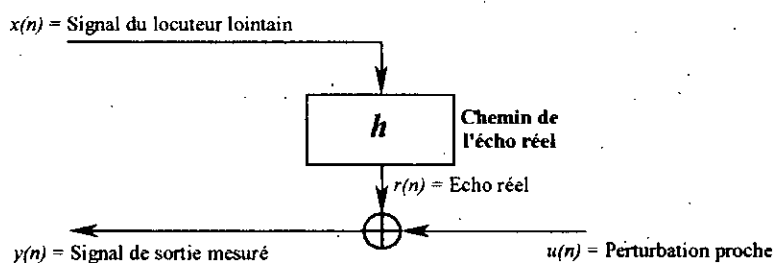 x(n) = Signal du locuteur lointain
h
Chemin de
l'écho réel
r(n) = Echo réel
y(n) = Signal de sortie mesuré
u(n) = Perturbation proche